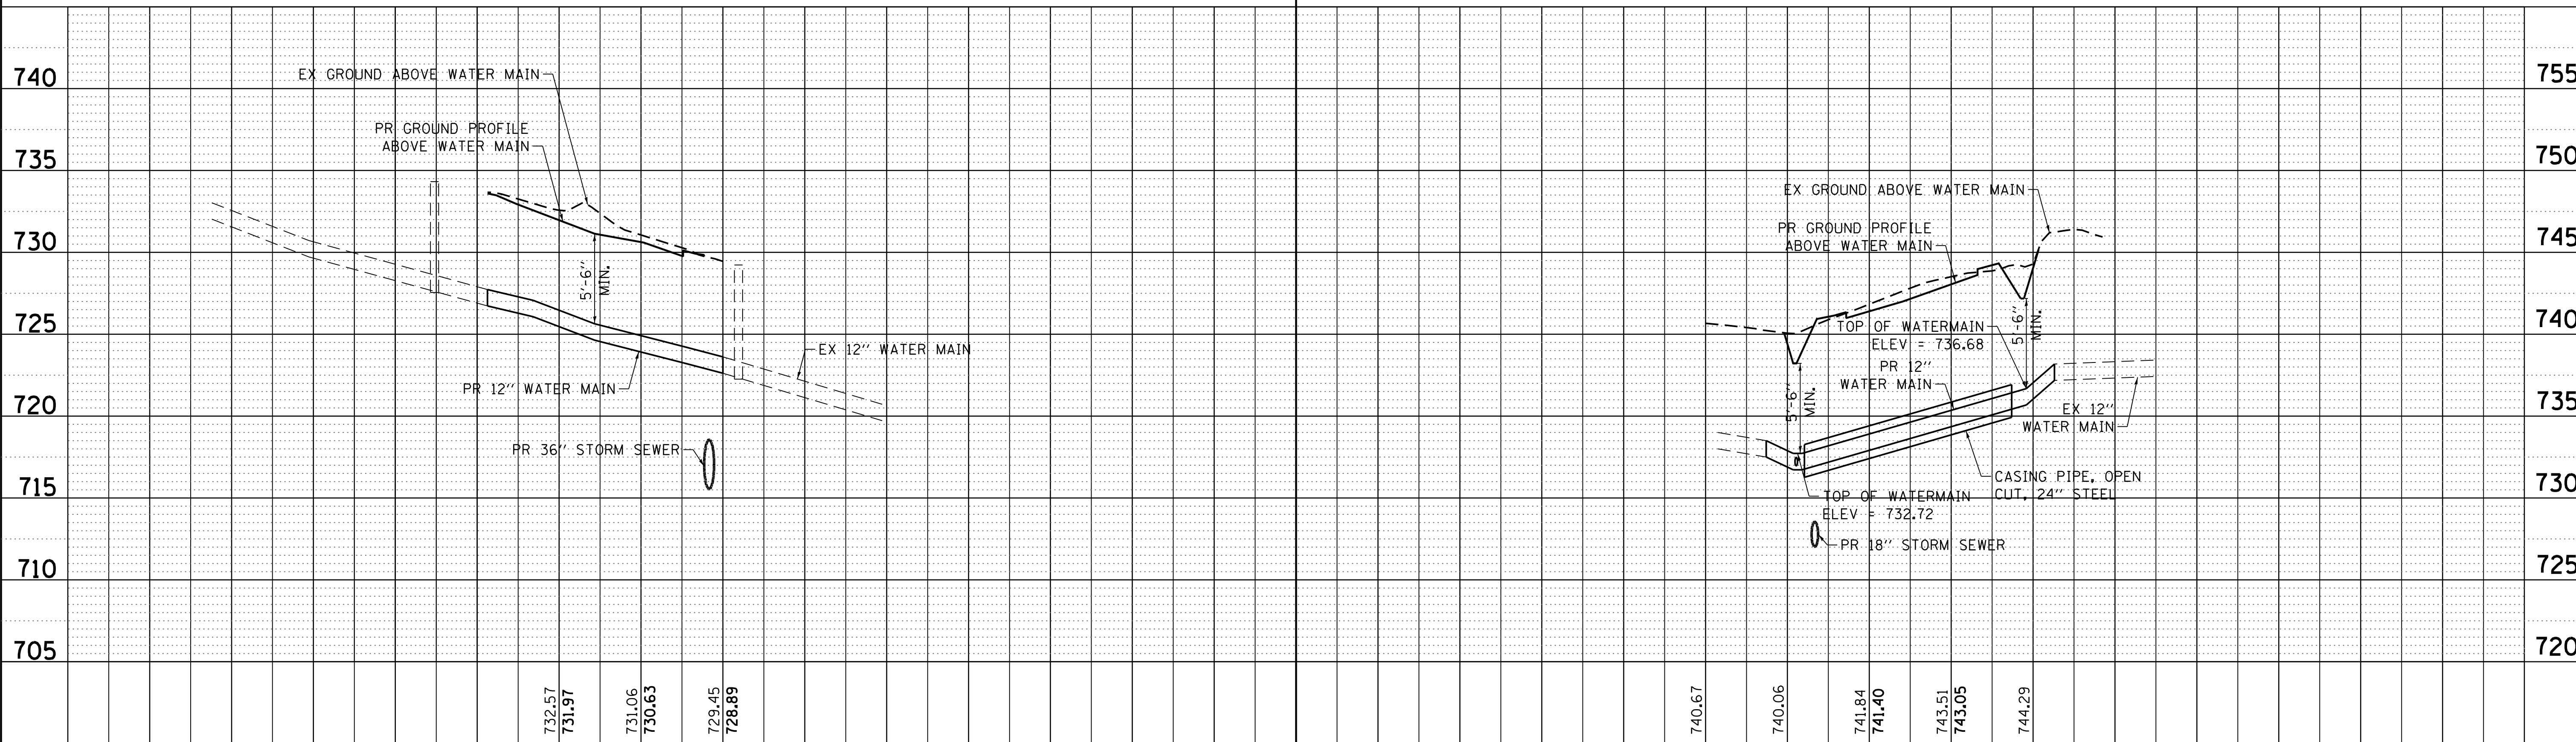 740
735
730
725
720
715
710
705
EX GROUND ABOVE WATER MAIN
PR GROUND PROFILE
ABOVE WATER MAIN
5'-6"
MIN.
EX 12" WATER MAIN
PR 12" WATER MAIN
PR 36" STORM SEWER
732.57
731.97
731.06
730.63
729.45
728.89
EX GROUND ABOVE WATER MAIN
PR GROUND PROFILE
ABOVE WATER MAIN
TOP OF WATERMAIN
ELEV = 736.68
5'-6"
MIN.
PR 12"
WATER MAIN
5'-6"
MIN.
EX 12"
WATER MAIN
CASING PIPE, OPEN
CUT, 24" STEEL
TOP OF WATERMAIN
ELEV = 732.72
PR 18" STORM SEWER
740.67
740.06
741.84
741.40
743.51
743.05
744.29
755
750
745
740
735
730
725
720